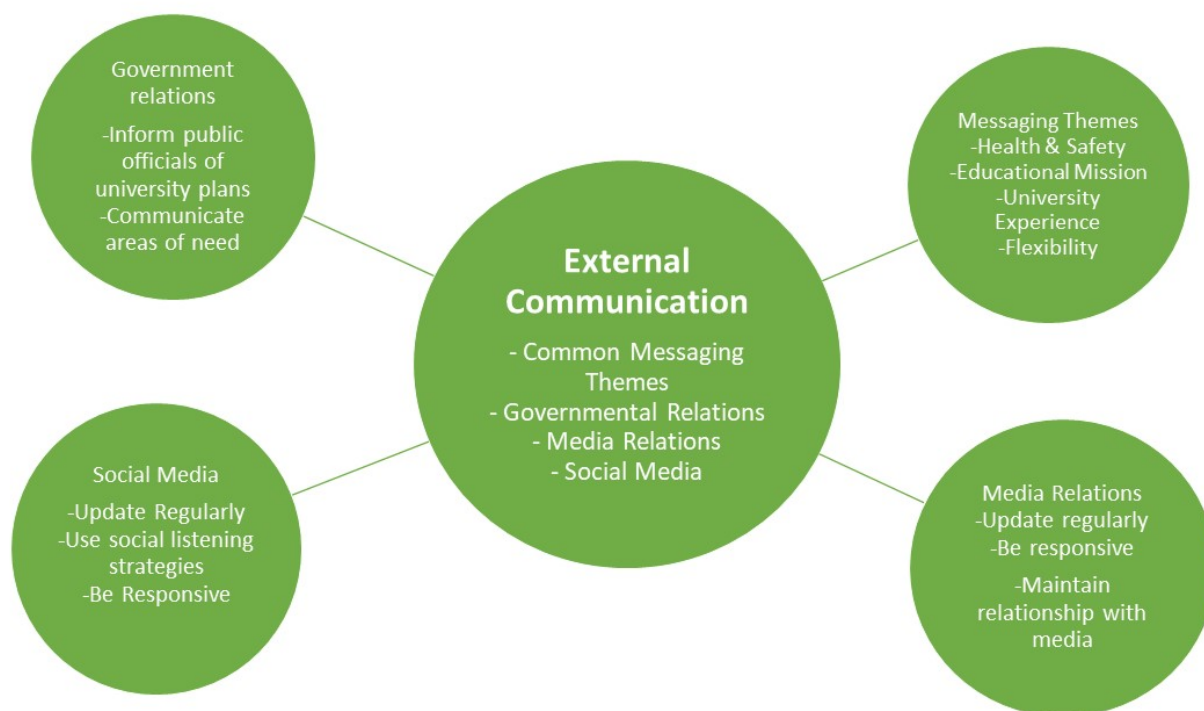 Government
relations
-Inform public
officials of
university plans
-Communicate
areas of need
Messaging Themes
-Health & Safety
-Educational Mission
-University
Experience
-Flexibility
External
Communication
- Common Messaging
Themes
- Governmental Relations
- Media Relations
- Social Media
Social Media
-Update Regularly
-Use social listening
strategies
-Be Responsive
Media Relations
-Update regularly
-Be responsive
-Maintain
relationship with
media